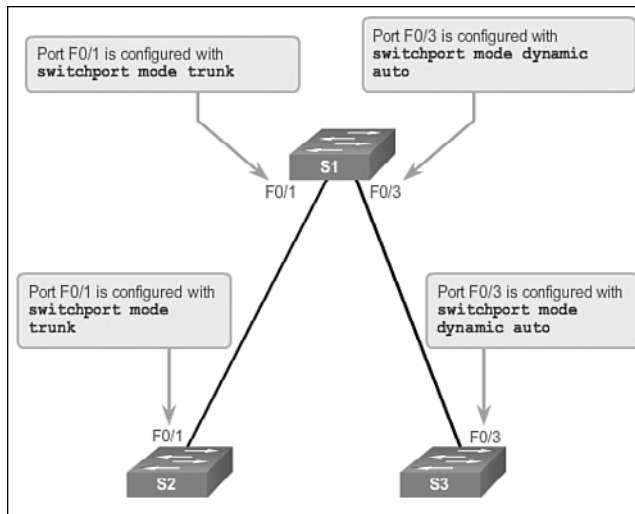 Port F0/1 is configured with
switchport mode trunk
Port F0/3 is configured with
switchport mode dynamic
auto
S1
F0/1
F0/3
Port F0/1 is configured with
switchport mode
trunk
Port F0/3 is configured with
switchport mode
dynamic auto
F0/1
F0/3
S2
S3